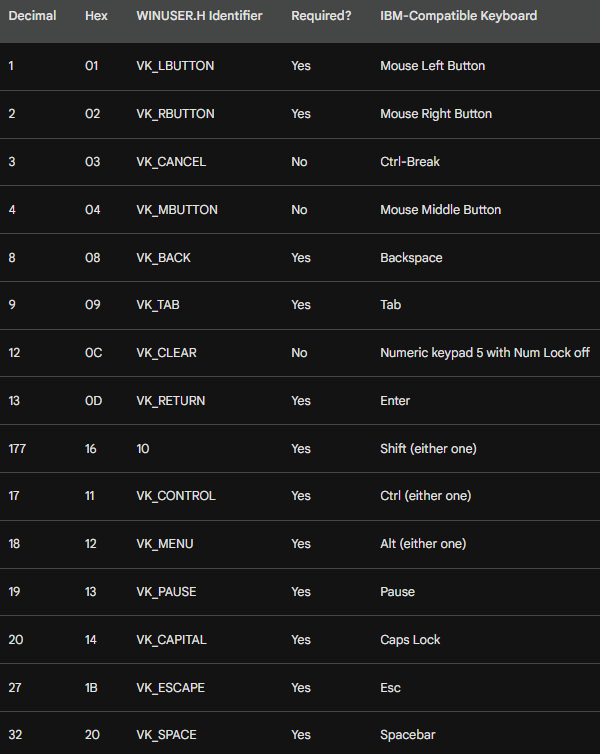 Decimal Hex WINUSER.H Identifier Required? IBM-Compatible Keyboard
1 01 VK_LBUTTON Yes Mouse Left Button
2 02 VK_RBUTTON Yes Mouse Right Button
3 03 VK_CANCEL No Ctrl-Break
4 04 VK_MBUTTON No Mouse Middle Button
8 08 VK_BACK Yes Backspace
9 09 VK_TAB Yes Tab
12 0C VK_CLEAR No Numeric keypad 5 with Num Lock off
13 0D VK_RETURN Yes Enter
177 16 10 Yes Shift (either one)
17 11 VK_CONTROL Yes Ctrl (either one)
18 12 VK_MENU Yes Alt (either one)
19 13 VK_PAUSE Yes Pause
20 14 VK_CAPITAL Yes Caps Lock
27 1B VK_ESCAPE Yes Esc
32 20 VK_SPACE Yes Spacebar